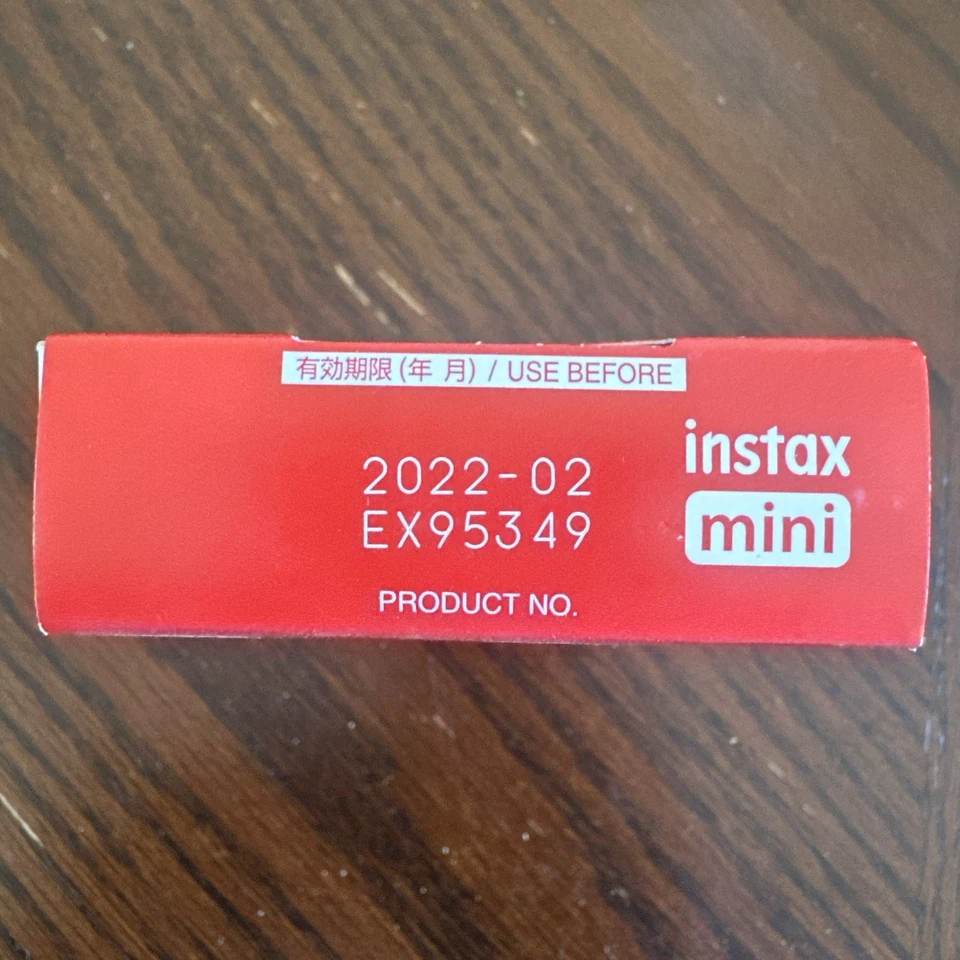 有効期限 (年 月) / USE BEFORE
2022-02
EX95349
PRODUCT NO.
instax
mini